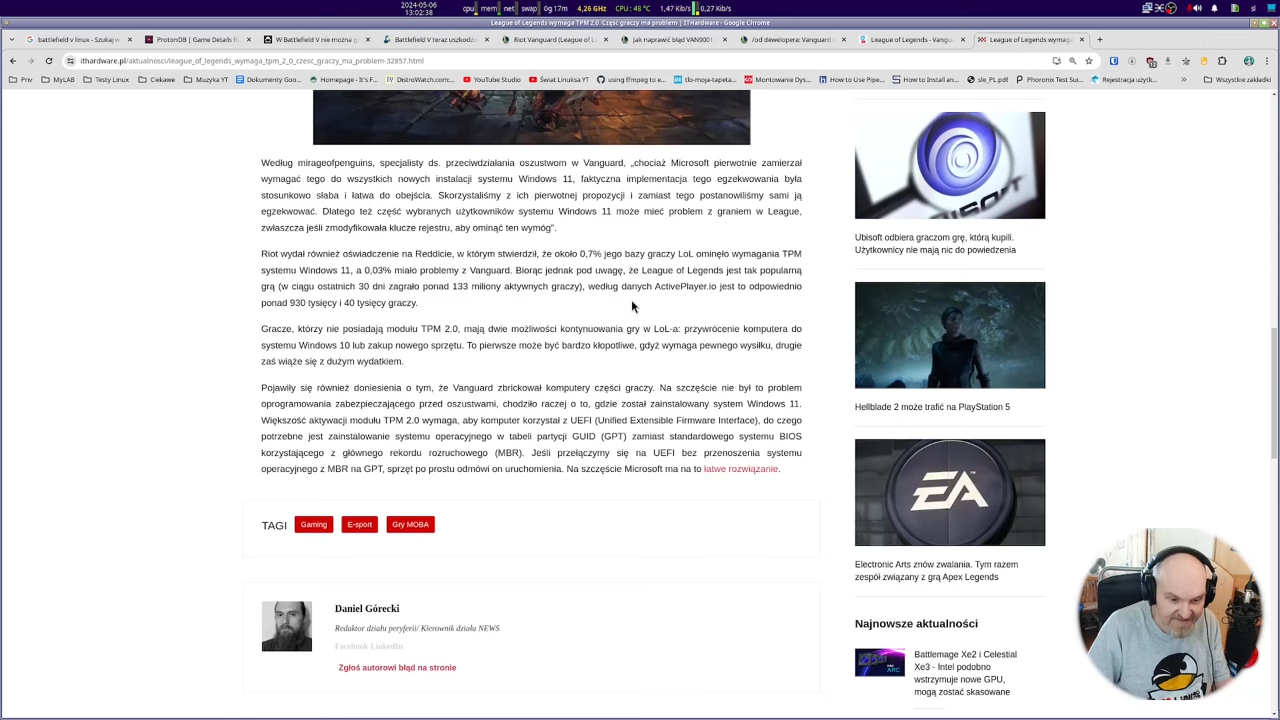 2024-05-06
13:02:38
cpu mem net swap 0g 17m 4,26 GHz CPU : 48 °C 1,47 Kib/s 0,27 Kib/s
sl
League of Legends wymaga TPM 2.0. Część graczy ma problem | ITHardware - Google Chrome
battlefield v linux - Szukaj w
ProtonDB | Game Details f
W Battlefield V nie można g
Battlefield V teraz uszkodzi
Riot Vanguard (League of L
Jak naprawić błąd VAN9001
/od dewelopera: Vanguard
League of Legends - Vangu
League of Legends wymaga
ithardware.pl/aktualnosci/league_of_legends_wymaga_tpm_2_0_czesc_graczy_ma_problem-32857.html
Priv
MyLAB
Testy Linux
Ciekawe
Muzyka YT
Dokumenty Goo...
Homepage - It's F...
DistroWatch.com:...
YouTube Studio
Świat Linuksa YT
using ffmpeg to e...
tlo-moja-tapeta...
Montowanie Dys...
How to Use Pipe...
How to Install an...
sle_PL.pdf
Phoronix Test Sui...
Rejestracja użytk...
Wszystkie zakładki
Według mirageofpenguins, specjalisty ds. przeciwdziałania oszustwom w Vanguard, „chociaż Microsoft pierwotnie zamierzał
wymagać tego do wszystkich nowych instalacji systemu Windows 11, faktyczna implementacja tego egzekwowania była
stosunkowo słaba i łatwa do obejścia. Skorzystaliśmy z ich pierwotnej propozycji i zamiast tego postanowiliśmy sami ją
egzekwować. Dlatego też część wybranych użytkowników systemu Windows 11 może mieć problem z graniem w League,
zwłaszcza jeśli zmodyfikowała klucze rejestru, aby ominąć ten wymóg”.
Riot wydał również oświadczenie na Reddicie, w którym stwierdził, że około 0,7% jego bazy graczy LoL ominęło wymagania TPM
systemu Windows 11, a 0,03% miało problemy z Vanguard. Biorąc jednak pod uwagę, że League of Legends jest tak popularną
grą (w ciągu ostatnich 30 dni zagrało ponad 133 miliony aktywnych graczy), według danych ActivePlayer.io jest to odpowiednio
ponad 930 tysięcy i 40 tysięcy graczy.
Gracze, którzy nie posiadają modułu TPM 2.0, mają dwie możliwości kontynuowania gry w LoL-a: przywrócenie komputera do
systemu Windows 10 lub zakup nowego sprzętu. To pierwsze może być bardzo kłopotliwe, gdyż wymaga pewnego wysiłku, drugie
zaś wiąże się z dużym wydatkiem.
Pojawiły się również doniesienia o tym, że Vanguard zbrickował komputery części graczy. Na szczęście nie był to problem
oprogramowania zabezpieczającego przed oszustwami, chodziło raczej o to, gdzie został zainstalowany system Windows 11.
Większość aktywacji modułu TPM 2.0 wymaga, aby komputer korzystał z UEFI (Unified Extensible Firmware Interface), do czego
potrzebne jest zainstalowanie systemu operacyjnego w tabeli partycji GUID (GPT) zamiast standardowego systemu BIOS
korzystającego z głównego rekordu rozruchowego (MBR). Jeśli przełączymy się na UEFI bez przenoszenia systemu
operacyjnego z MBR na GPT, sprzęt po prostu odmówi on uruchomienia. Na szczęście Microsoft ma na to łatwe rozwiązanie.
TAGI Gaming E-sport Gry MOBA
Daniel Górecki
Redaktor działu peryferii/ Kierownik działa NEWS
Facebook LinkedIn
Zgłoś autorowi błąd na stronie
UBISOFT
Ubisoft odbiera graczom grę, którą kupili.
Użytkownicy nie mają nic do powiedzenia
Hellblade 2 może trafić na PlayStation 5
EA
Electronic Arts znów zwalania. Tym razem
zespół związany z grą Apex Legends
Najnowsze aktualności
ARC
Battlemage Xe2 i Celestial
Xe3 - Intel podobno
wstrzymuje nowe GPU,
mogą zostać skasowane